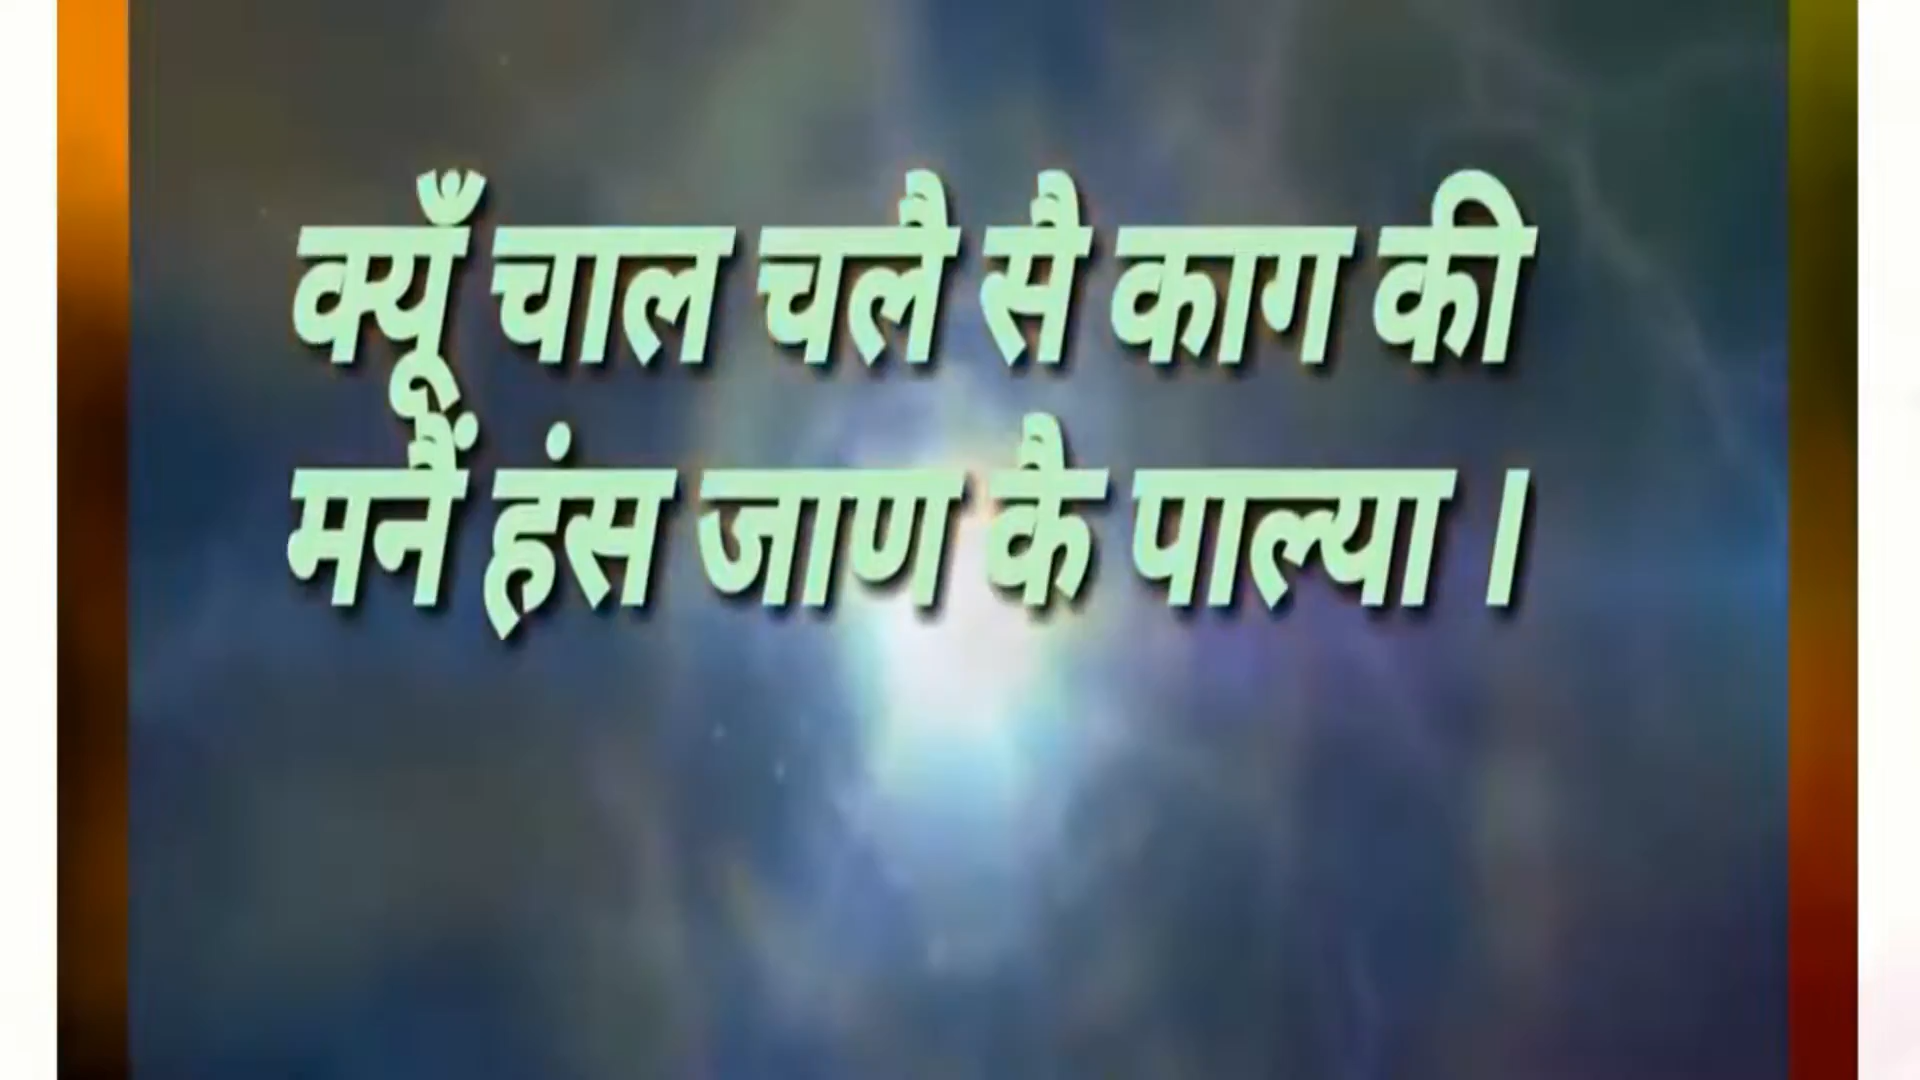 क्यूँ चाल चलै सै काग की
मनैं हंस जाण कै पाल्या ।